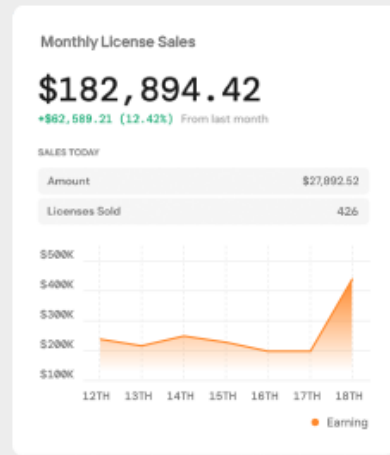 Monthly License Sales
$182,894.42
+$62,589.21 (12.42%) From last month
SALES TODAY
Amount $27,892.52
Licenses Sold 426
$500K
$400K
$300K
$200K
$100K
12TH 13TH 14TH 15TH 16TH 17TH 18TH
Earning